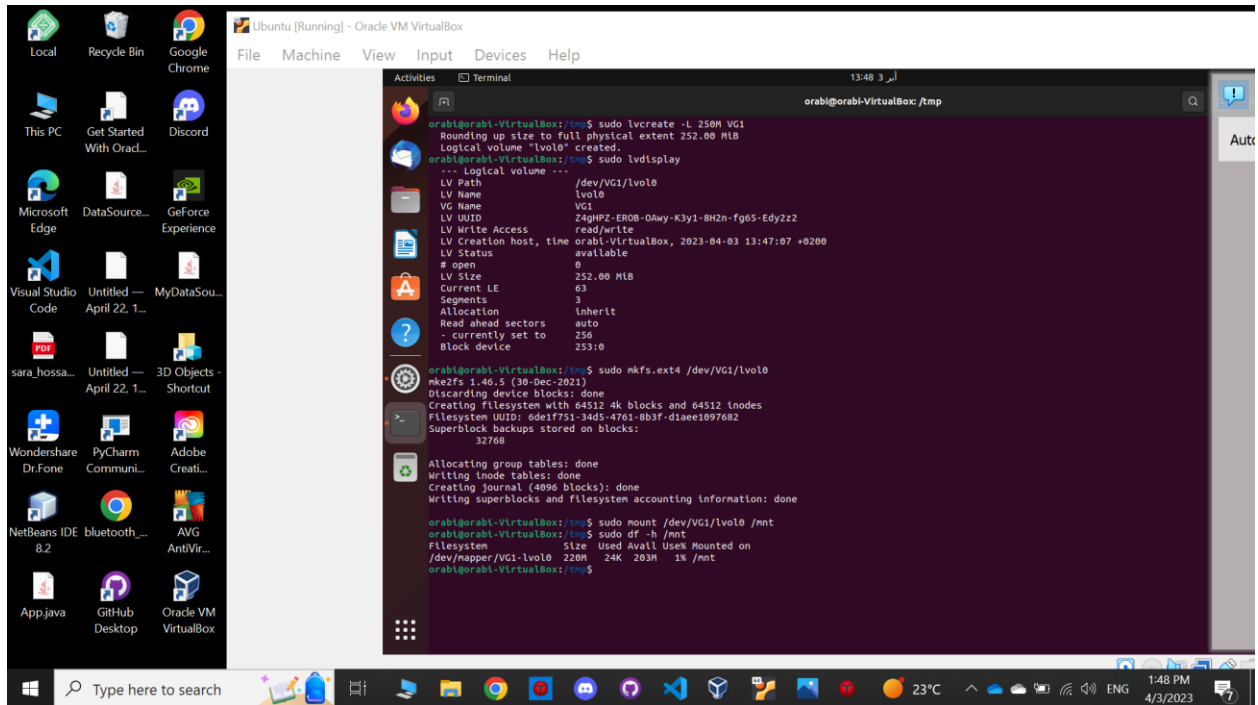 Local
Recycle Bin
Google
Chrome
This PC
Get Started
With Oracl...
Discord
Microsoft
Edge
DataSource...
GeForce
Experience
Visual Studio
Code
Untitled —
April 22, 1...
MyDataSou...
PDF
sara_hossa...
Untitled —
April 22, 1...
3D Objects -
Shortcut
Wondershare
Dr.Fone
PyCharm
Communi...
Adobe
Creati...
NetBeans IDE
8.2
bluetooth_...
AVG
AntiVir...
App.java
GitHub
Desktop
Oracle VM
VirtualBox
Ubuntu [Running] - Oracle VM VirtualBox
File Machine View Input Devices Help
Activities Terminal 13:48 3 أبر
orabi@orabi-VirtualBox: /tmp
Auto
orabi@orabi-VirtualBox:/tmp$ sudo lvcreate -L 250M VG1
Rounding up size to full physical extent 252.00 MiB
Logical volume "lvol0" created.
orabi@orabi-VirtualBox:/tmp$ sudo lvdisplay
--- Logical volume ---
LV Path /dev/VG1/lvol0
LV Name lvol0
VG Name VG1
LV UUID Z4gHPZ-EROB-OAwy-K3y1-8H2n-fg65-Edy2z2
LV Write Access read/write
LV Creation host, time orabi-VirtualBox, 2023-04-03 13:47:07 +0200
LV Status available
# open 0
LV Size 252.00 MiB
Current LE 63
Segments 3
Allocation inherit
Read ahead sectors auto
- currently set to 256
Block device 253:0
orabi@orabi-VirtualBox:/tmp$ sudo mkfs.ext4 /dev/VG1/lvol0
mke2fs 1.46.5 (30-Dec-2021)
Discarding device blocks: done
Creating filesystem with 64512 4k blocks and 64512 inodes
Filesystem UUID: 6de1f751-34d5-4761-8b3f-d1aee1097682
Superblock backups stored on blocks:
32768
Allocating group tables: done
Writing inode tables: done
Creating journal (4096 blocks): done
Writing superblocks and filesystem accounting information: done
orabi@orabi-VirtualBox:/tmp$ sudo mount /dev/VG1/lvol0 /mnt
orabi@orabi-VirtualBox:/tmp$ sudo df -h /mnt
Filesystem Size Used Avail Use% Mounted on
/dev/mapper/VG1-lvol0 220M 24K 203M 1% /mnt
orabi@orabi-VirtualBox:/tmp$
Type here to search
23°C
ENG
1:48 PM
4/3/2023
7